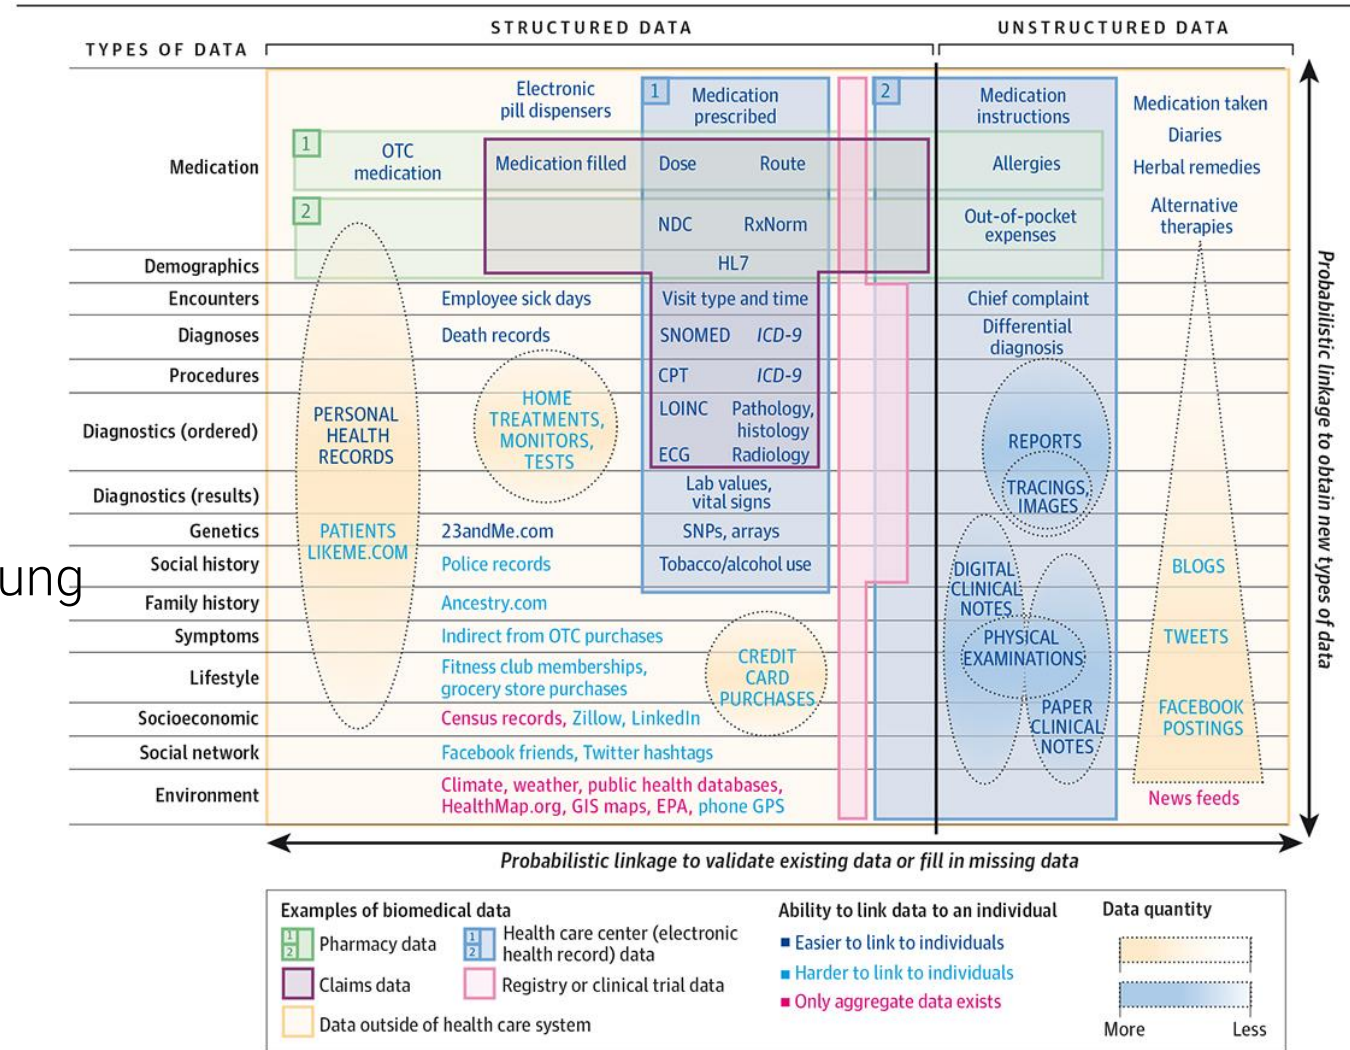 STRUCTURED DATA
UNSTRUCTURED DATA
TYPES OF DATA
Medication
Demographics
Encounters
Diagnoses
Procedures
Diagnostics (ordered)
Diagnostics (results)
Genetics
Social history
Family history
Symptoms
Lifestyle
Socioeconomic
Social network
Environment
ung
Electronic
pill dispensers
1
Medication
prescribed
2
Medication
instructions
Medication taken
Diaries
Herbal remedies
Alternative
therapies
1
OTC
medication
Medication filled
Dose
Route
Allergies
2
NDC
RxNorm
Out-of-pocket
expenses
HL7
Employee sick days
Visit type and time
Chief complaint
Death records
SNOMED
ICD-9
Differential
diagnosis
CPT
ICD-9
PERSONAL
HEALTH
RECORDS
HOME
TREATMENTS,
MONITORS,
TESTS
LOINC
Pathology,
histology
ECG
Radiology
REPORTS
Lab values,
vital signs
TRACINGS,
IMAGES
PATIENTS
LIKEME.COM
23andMe.com
SNPs, arrays
Police records
Tobacco/alcohol use
DIGITAL
CLINICAL
NOTES
BLOGS
Ancestry.com
Indirect from OTC purchases
CREDIT
CARD
PURCHASES
PHYSICAL
EXAMINATIONS
TWEETS
Fitness club memberships,
grocery store purchases
Census records, Zillow, LinkedIn
PAPER
CLINICAL
NOTES
FACEBOOK
POSTINGS
Facebook friends, Twitter hashtags
Climate, weather, public health databases,
HealthMap.org, GIS maps, EPA, phone GPS
News feeds
Probabilistic linkage to obtain new types of data
Probabilistic linkage to validate existing data or fill in missing data
Examples of biomedical data
1
2
Pharmacy data
1
2
Health care center (electronic
health record) data
Claims data
Registry or clinical trial data
Data outside of health care system
Ability to link data to an individual
Easier to link to individuals
Harder to link to individuals
Only aggregate data exists
Data quantity
More
Less